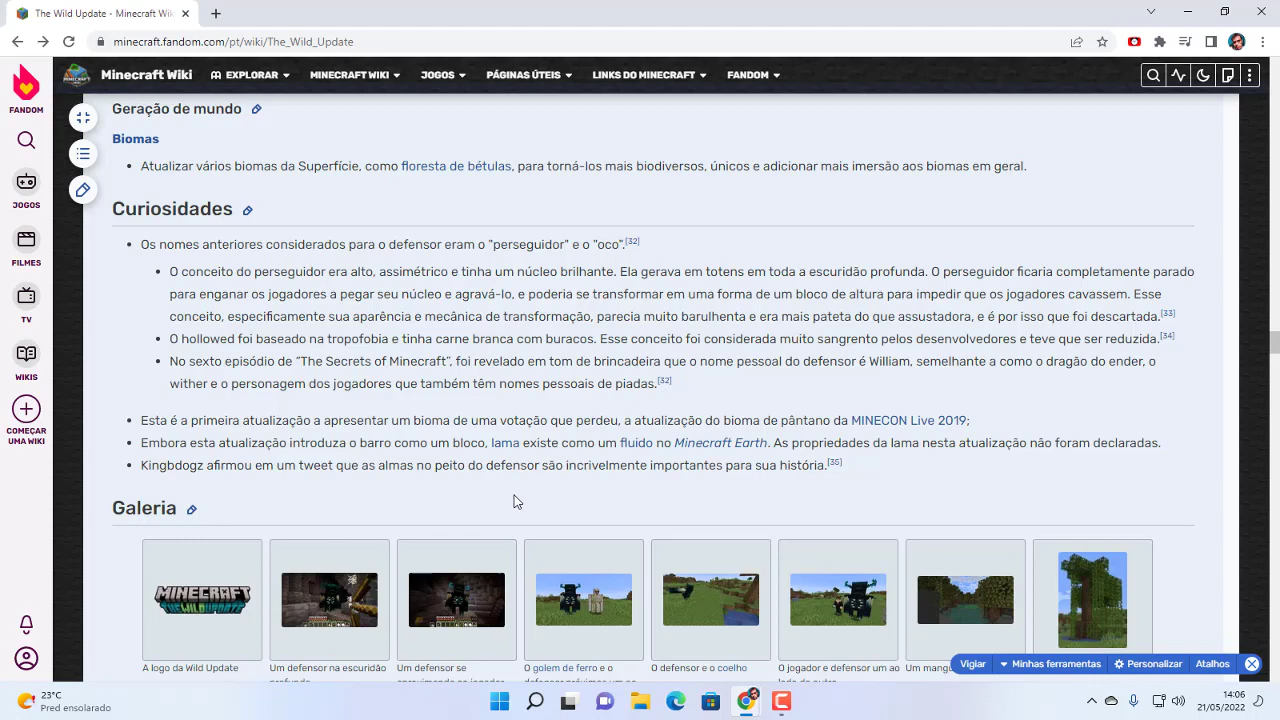 The Wild Update - Minecraft Wiki
minecraft.fandom.com/pt/wiki/The_Wild_Update
FANDOM
JOGOS
FILMES
TV
WIKIS
COMEÇAR
UMA WIKI
Minecraft Wiki EXPLORAR MINECRAFT WIKI JOGOS PÁGINAS ÚTEIS LINKS DO MINECRAFT FANDOM
Geração de mundo
Biomas
Atualizar vários biomas da Superfície, como floresta de bétulas, para torná-los mais biodiversos, únicos e adicionar mais imersão aos biomas em geral.
Curiosidades
Os nomes anteriores considerados para o defensor eram o "perseguidor" e o "oco".[32]
O conceito do perseguidor era alto, assimétrico e tinha um núcleo brilhante. Ela gerava em totens em toda a escuridão profunda. O perseguidor ficaria completamente parado
para enganar os jogadores a pegar seu núcleo e agravá-lo, e poderia se transformar em uma forma de um bloco de altura para impedir que os jogadores cavassem. Esse
conceito, especificamente sua aparência e mecânica de transformação, parecia muito barulhenta e era mais pateta do que assustadora, e é por isso que foi descartada.[33]
O hollowed foi baseado na tropofobia e tinha carne branca com buracos. Esse conceito foi considerada muito sangrento pelos desenvolvedores e teve que ser reduzida.[34]
No sexto episódio de “The Secrets of Minecraft”, foi revelado em tom de brincadeira que o nome pessoal do defensor é William, semelhante a como o dragão do ender, o
wither e o personagem dos jogadores que também têm nomes pessoais de piadas.[32]
Esta é a primeira atualização a apresentar um bioma de uma votação que perdeu, a atualização do bioma de pântano da MINECON Live 2019;
Embora esta atualização introduza o barro como um bloco, lama existe como um fluido no Minecraft Earth. As propriedades da lama nesta atualização não foram declaradas.
Kingbdogz afirmou em um tweet que as almas no peito do defensor são incrivelmente importantes para sua história.[35]
Galeria
MINECRAFT
THE WILD UPDATE
A logo da Wild Update
Um defensor na escuridão
Um defensor se
O golem de ferro e o
O defensor e o coelho
O jogador e defensor um ao
Um mang
Vigiar Minhas ferramentas Personalizar Atalhos
23°C
Pred ensolarado
14:06
21/05/2022